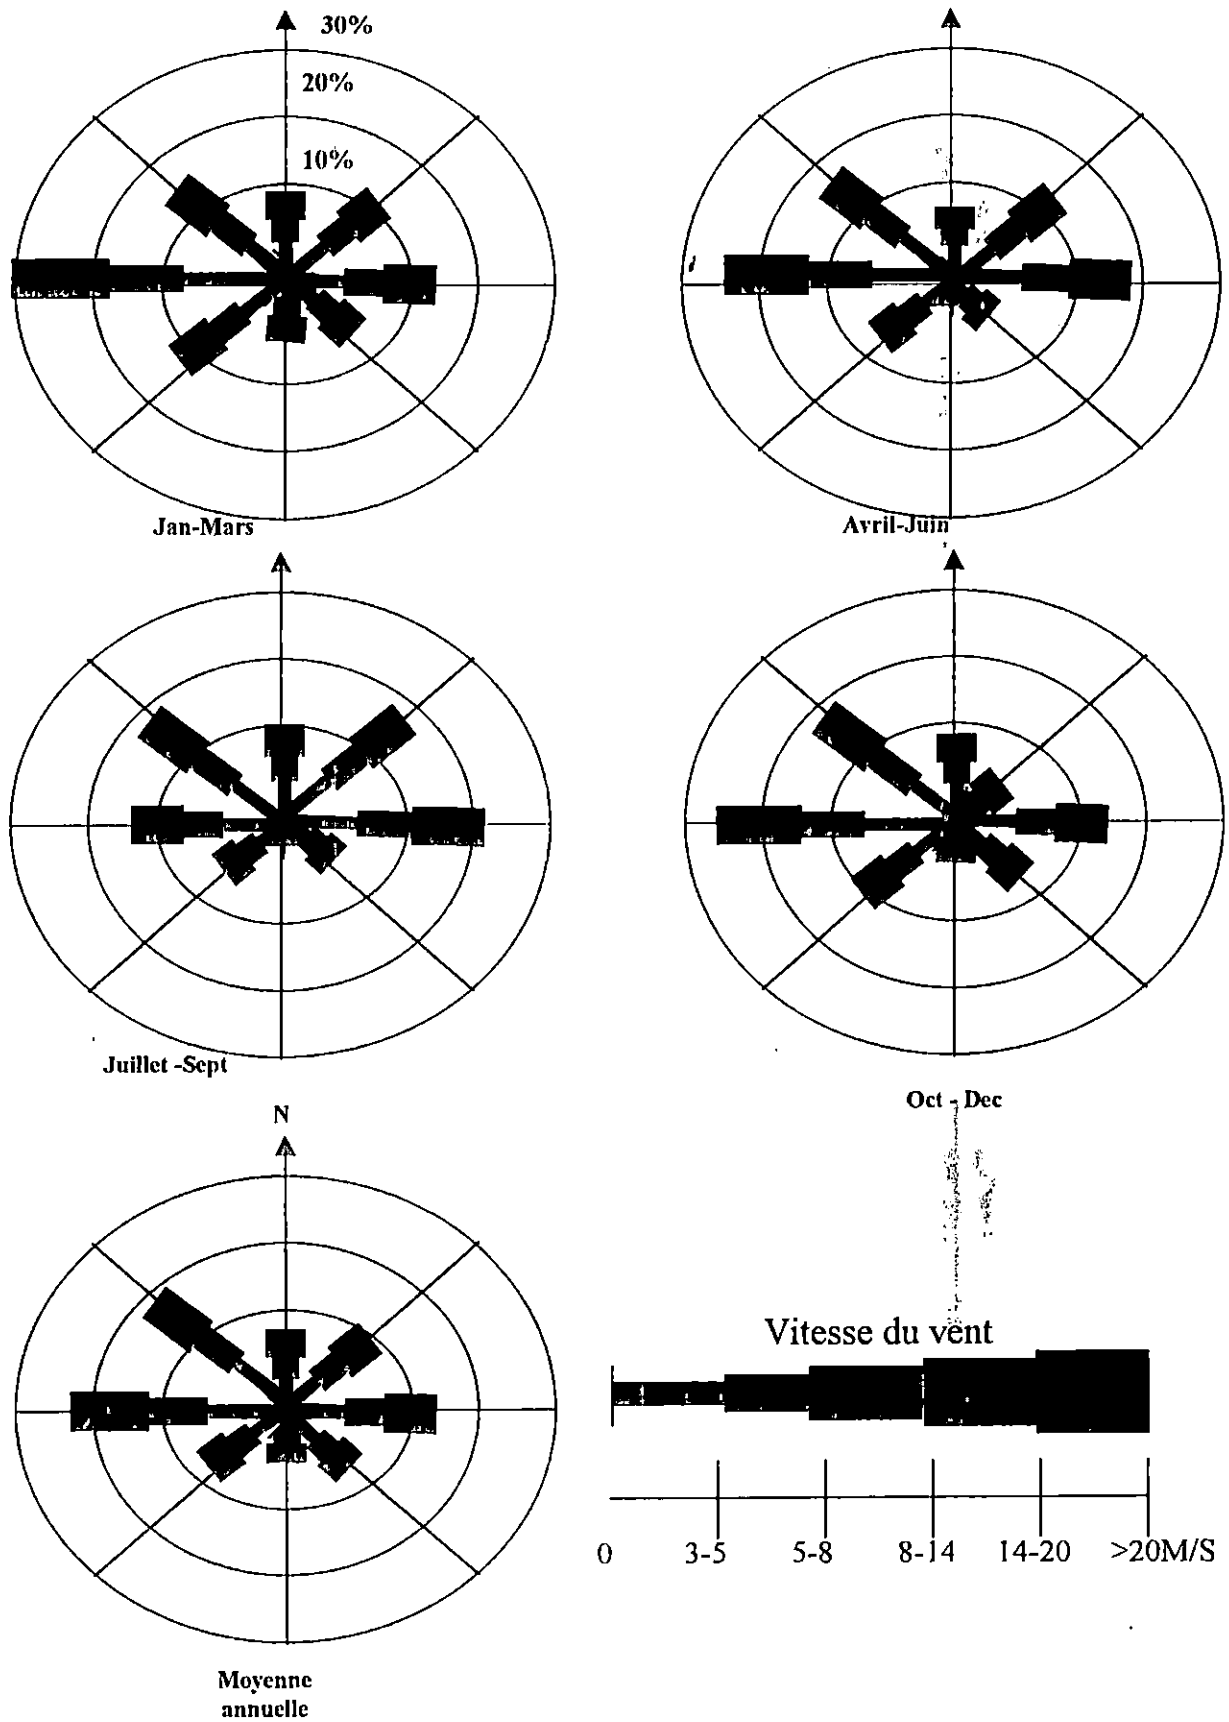 30%
20%
10%
Jan-Mars
Avril-Juin
Juillet -Sept
Oct - Dec
N
Vitesse du vent
0 3-5 5-8 8-14 14-20 >20M/S
Moyenne
annuelle